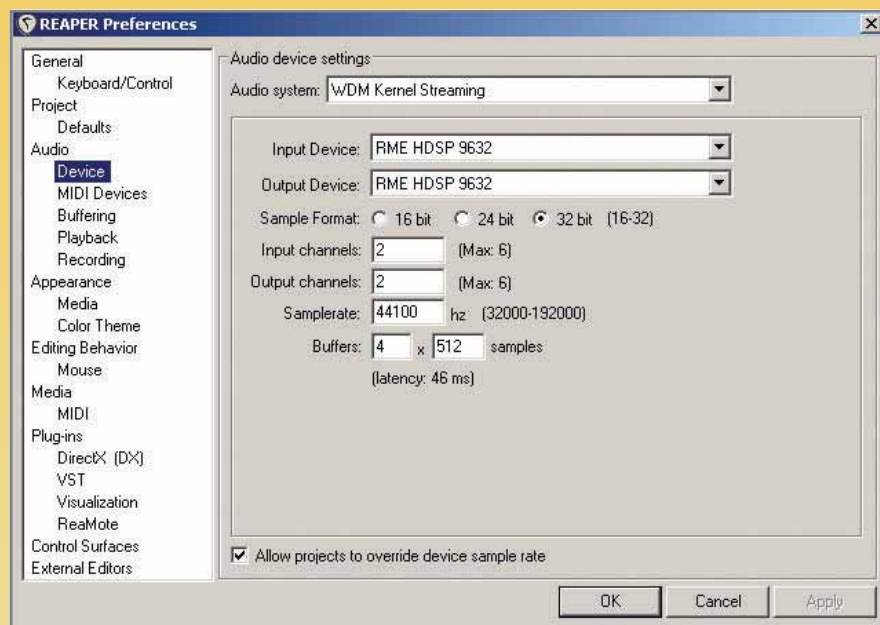 REAPER Preferences
General
Keyboard/Control
Project
Defaults
Audio
Device
MIDI Devices
Buffering
Playback
Recording
Appearance
Media
Color Theme
Editing Behavior
Mouse
Media
MIDI
Plug-ins
DirectX (DX)
VST
Visualization
ReaMote
Control Surfaces
External Editors
Audio device settings
Audio system: WDM Kernel Streaming
Input Device: RME HDSP 9632
Output Device: RME HDSP 9632
Sample Format: 16 bit 24 bit 32 bit (16-32)
Input channels: 2 (Max: 6)
Output channels: 2 (Max: 6)
Samplerate: 44100 hz (32000-192000)
Buffers: 4 x 512 samples
(latency: 46 ms)
Allow projects to override device sample rate
OK Cancel Apply